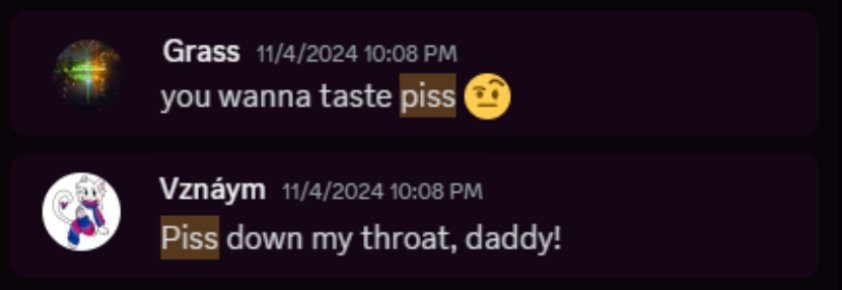 Grass 11/4/2024 10:08 PM
you wanna taste piss 🤨
Vznáym 11/4/2024 10:08 PM
Piss down my throat, daddy!